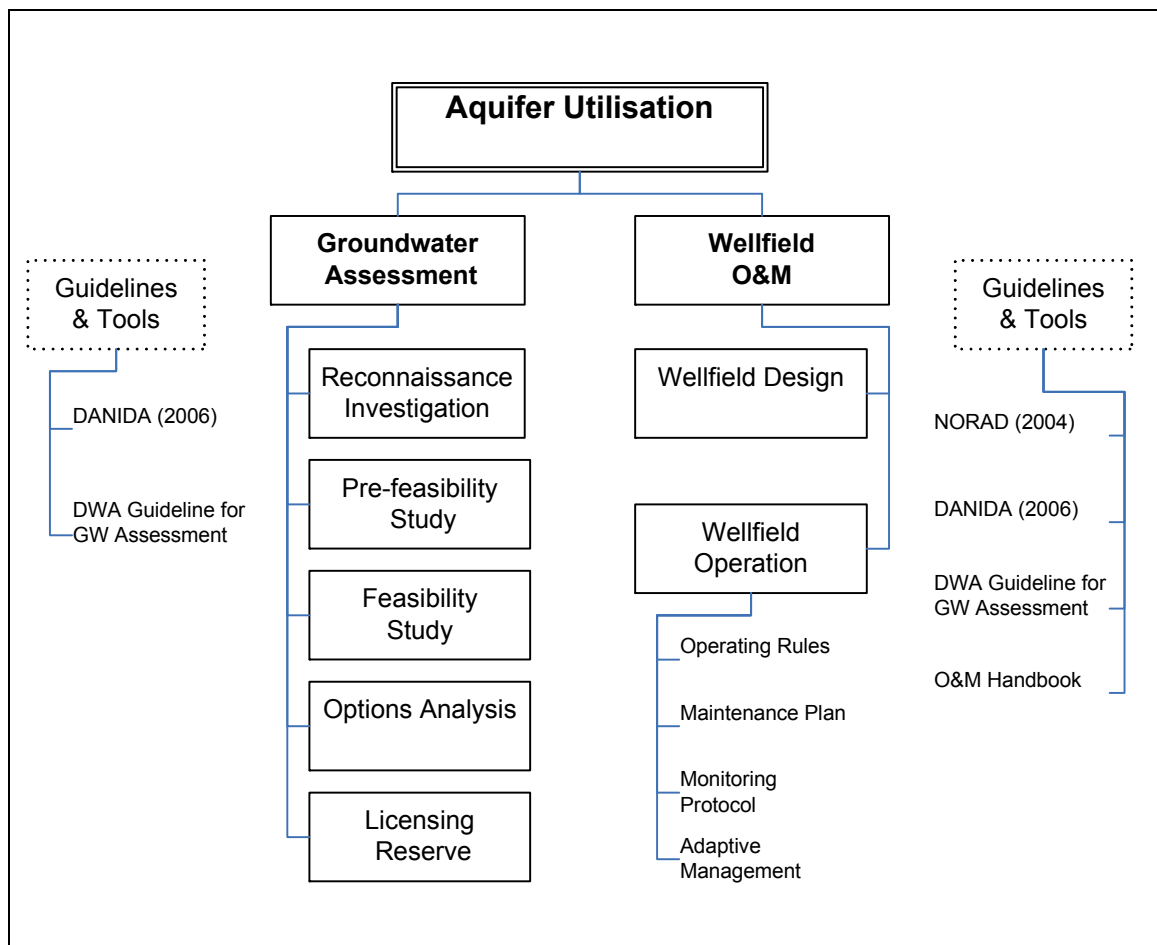 Aquifer Utilisation
Groundwater
Assessment
Wellfield
O&M
Guidelines
& Tools
DANIDA (2006)
DWA Guideline for
GW Assessment
Reconnaissance
Investigation
Pre-feasibility
Study
Feasibility
Study
Options Analysis
Licensing
Reserve
Wellfield Design
Wellfield
Operation
Operating Rules
Maintenance Plan
Monitoring
Protocol
Adaptive
Management
Guidelines
& Tools
NORAD (2004)
DANIDA (2006)
DWA Guideline for
GW Assessment
O&M Handbook